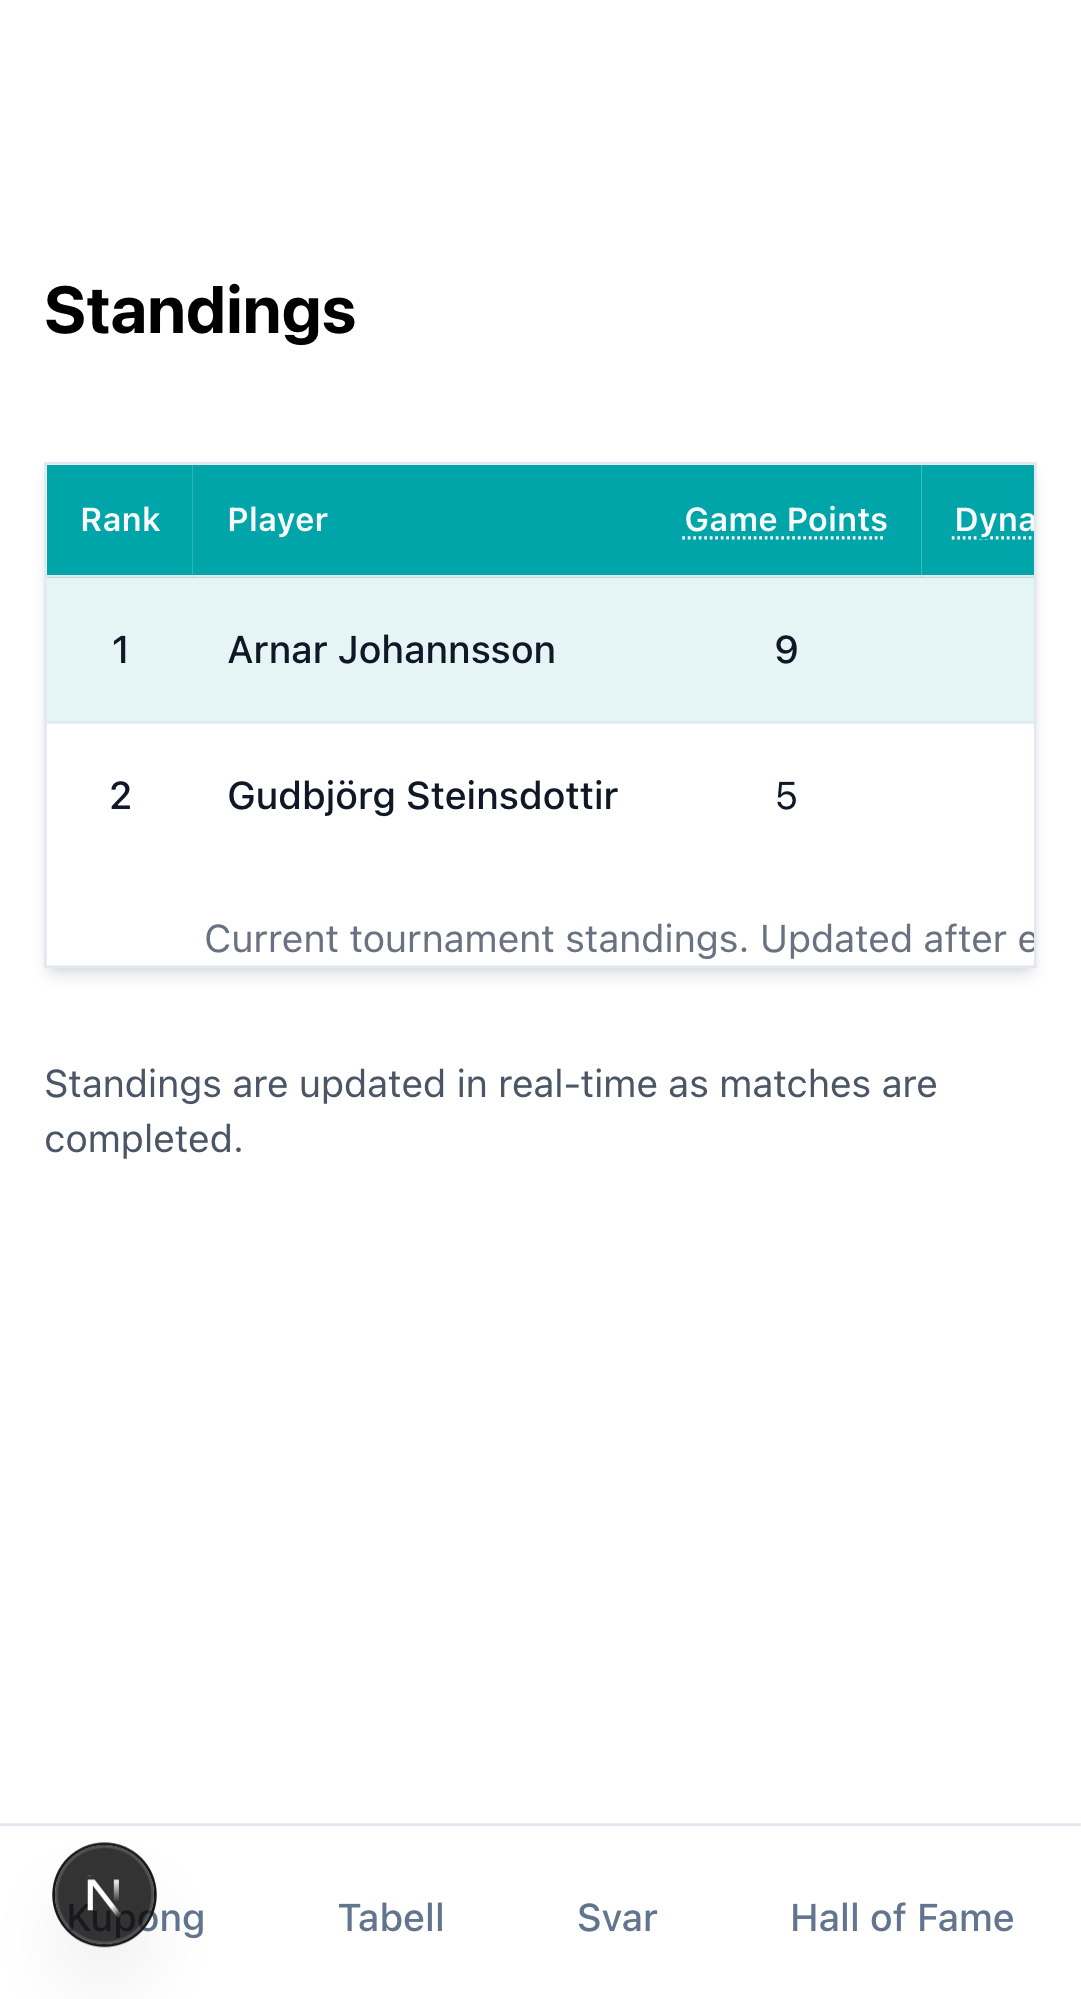 Standings
Rank Player Game Points Dyna
1 Arnar Johannsson 9
2 Gudbjörg Steinsdottir 5
Current tournament standings. Updated after e
Standings are updated in real-time as matches are
completed.
N
Kupong Tabell Svar Hall of Fame